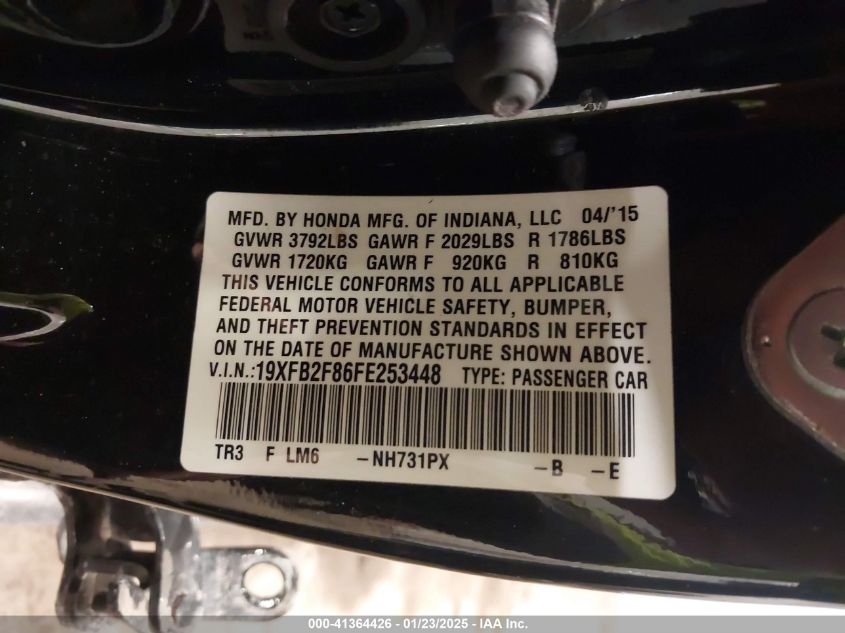 MFD. BY HONDA MFG. OF INDIANA, LLC 04/'15
GVWR 3792LBS GAWR F 2029LBS R 1786LBS
GVWR 1720KG GAWR F 920KG R 810KG
THIS VEHICLE CONFORMS TO ALL APPLICABLE
FEDERAL MOTOR VEHICLE SAFETY, BUMPER,
AND THEFT PREVENTION STANDARDS IN EFFECT
ON THE DATE OF MANUFACTURE SHOWN ABOVE.
V.I.N.:19XFB2F86FE253448 TYPE: PASSENGER CAR
TR3 F LM6 -NH731PX -B -E
000-41364426 - 01/23/2025 - IAA Inc.